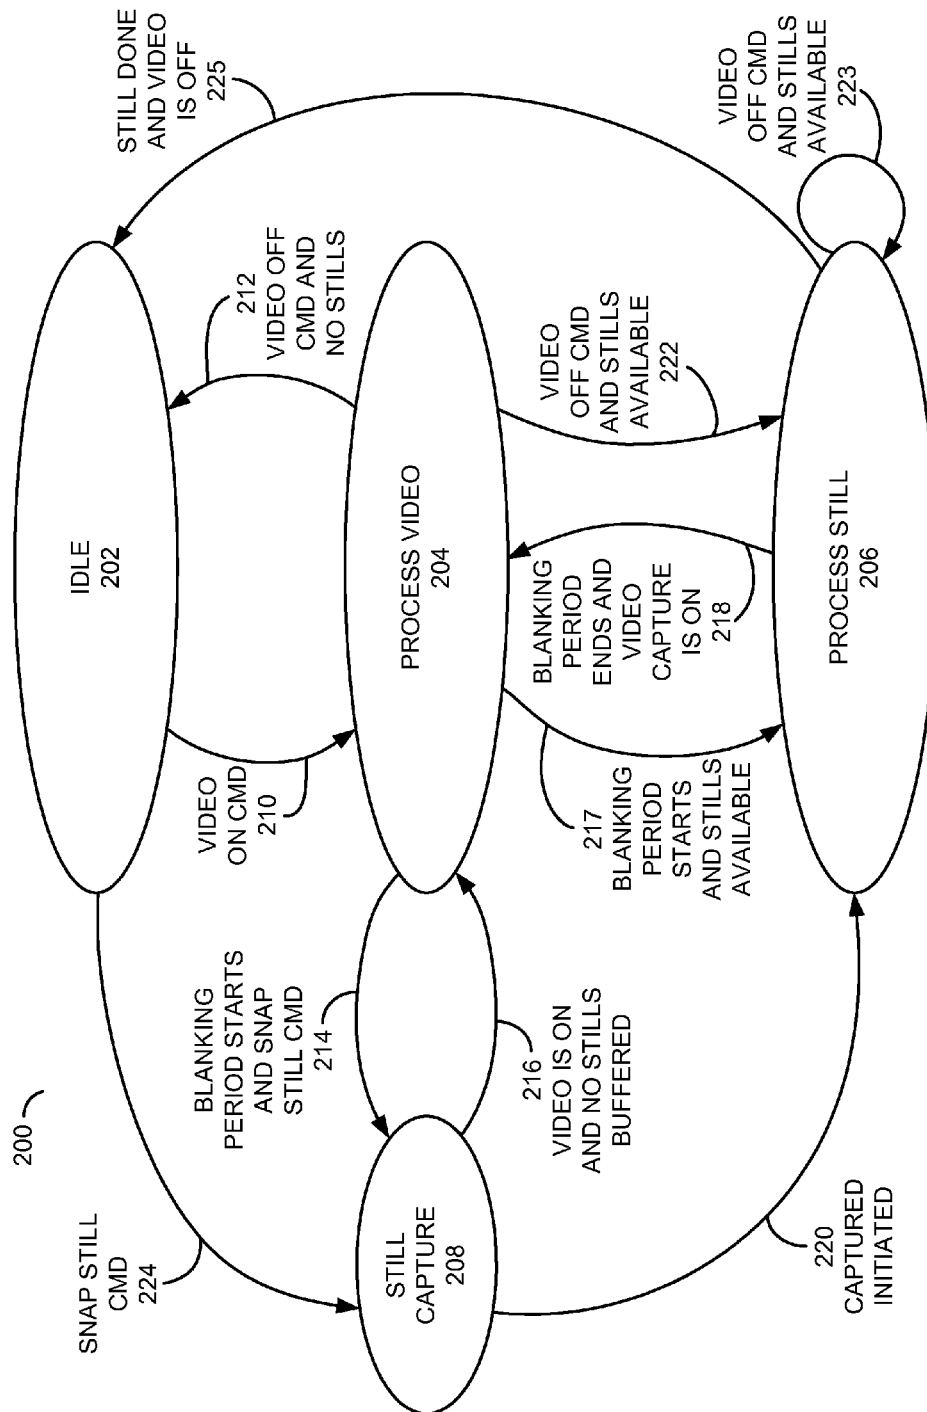 200
SNAP STILL
CMD
224
STILL DONE
AND VIDEO
IS OFF
225
IDLE
202
VIDEO
ON CMD
210
212
VIDEO OFF
CMD AND
NO STILLS
BLANKING
PERIOD STARTS
AND SNAP
STILL CMD
214
STILL
CAPTURE
208
PROCESS VIDEO
204
216
VIDEO IS ON
AND NO STILLS
BUFFERED
217
BLANKING
PERIOD
STARTS
AND STILLS
AVAILABLE
BLANKING
PERIOD
ENDS AND
VIDEO
CAPTURE
IS ON
218
VIDEO
OFF CMD
AND STILLS
AVAILABLE
222
VIDEO
OFF CMD
AND STILLS
AVAILABLE
223
220
CAPTURED
INITIATED
PROCESS STILL
206